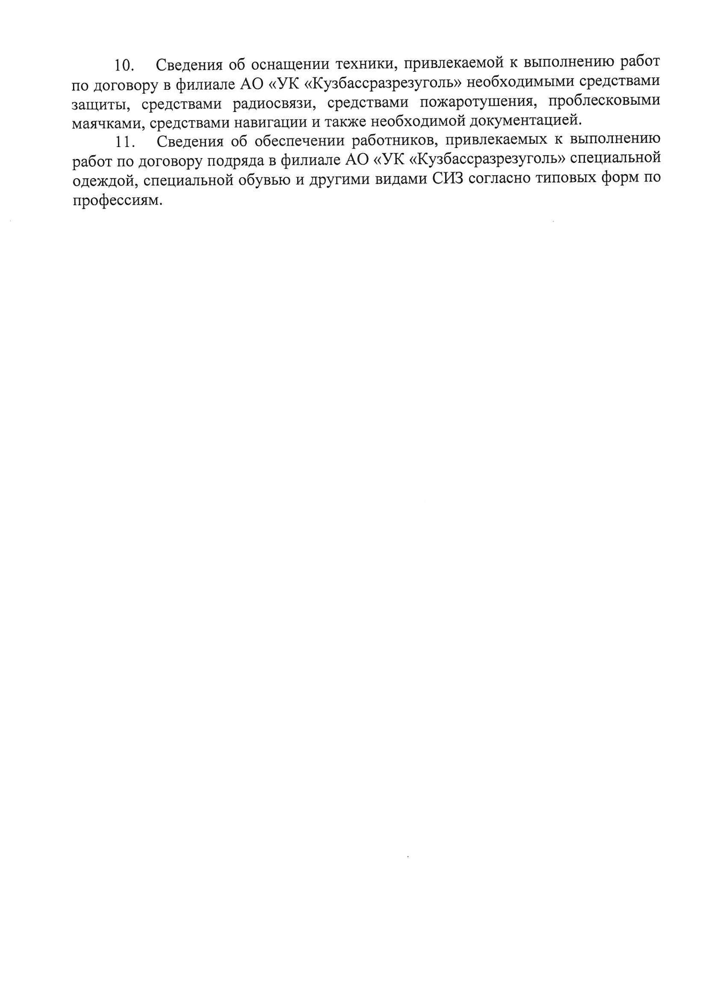 10. Сведения об оснащении техники, привлекаемой к выполнению работ
по договору в филиале АО «УК «Кузбассразрезуголь» необходимыми средствами
защиты, средствами радиосвязи, средствами пожаротушения, проблесковыми
маячками, средствами навигации и также необходимой документацией.
11. Сведения об обеспечении работников, привлекаемых к выполнению
работ по договору подряда в филиале АО «УК «Кузбассразрезуголь» специальной
одеждой, специальной обувью и другими видами СИЗ согласно типовых форм по
профессиям.